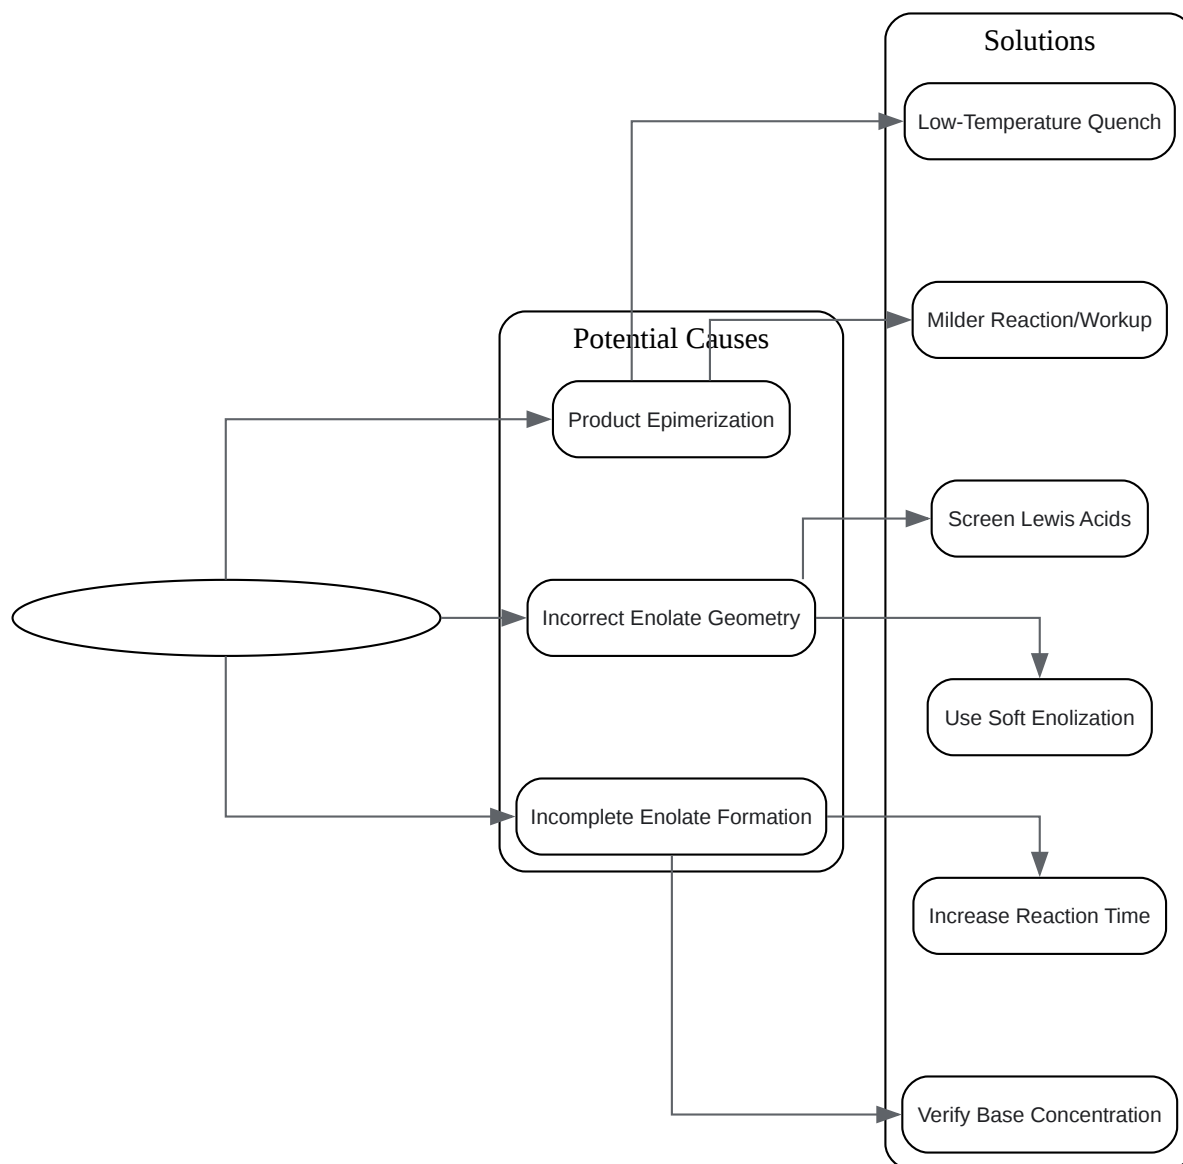 Solutions
Low-Temperature Quench
Milder Reaction/Workup
Potential Causes
Product Epimerization
Screen Lewis Acids
Incorrect Enolate Geometry
Use Soft Enolization
Incomplete Enolate Formation
Increase Reaction Time
Verify Base Concentration